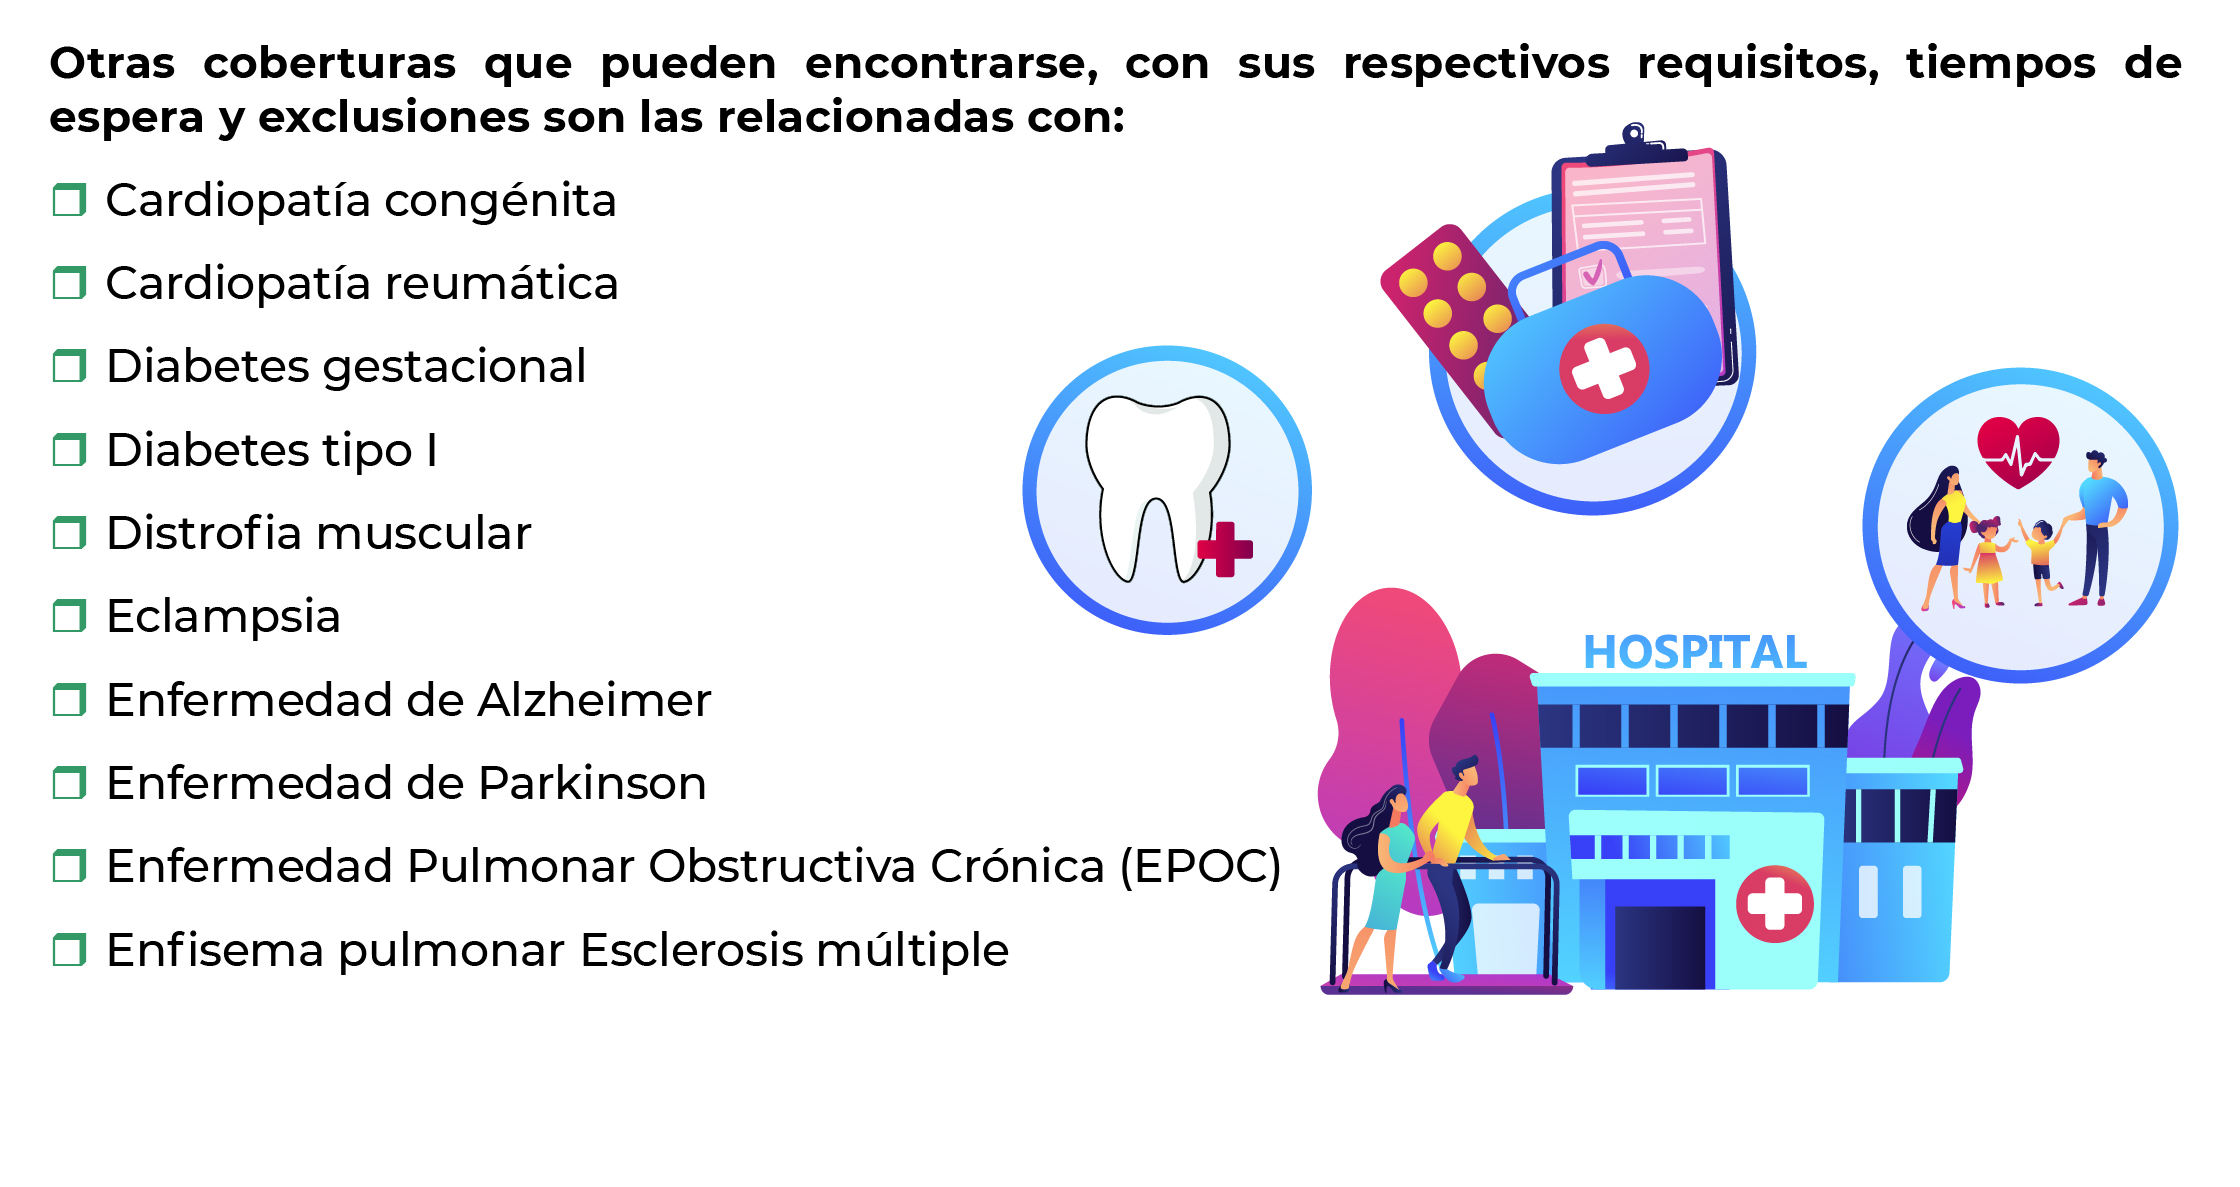 Otras coberturas que pueden encontrarse, con sus respectivos requisitos, tiempos de
espera y exclusiones son las relacionadas con:
Cardiopatía congénita
Cardiopatía reumática
Diabetes gestacional
Diabetes tipo I
Distrofia muscular
Eclampsia
Enfermedad de Alzheimer
Enfermedad de Parkinson
Enfermedad Pulmonar Obstructiva Crónica (EPOC)
Enfisema pulmonar Esclerosis múltiple
HOSPITAL